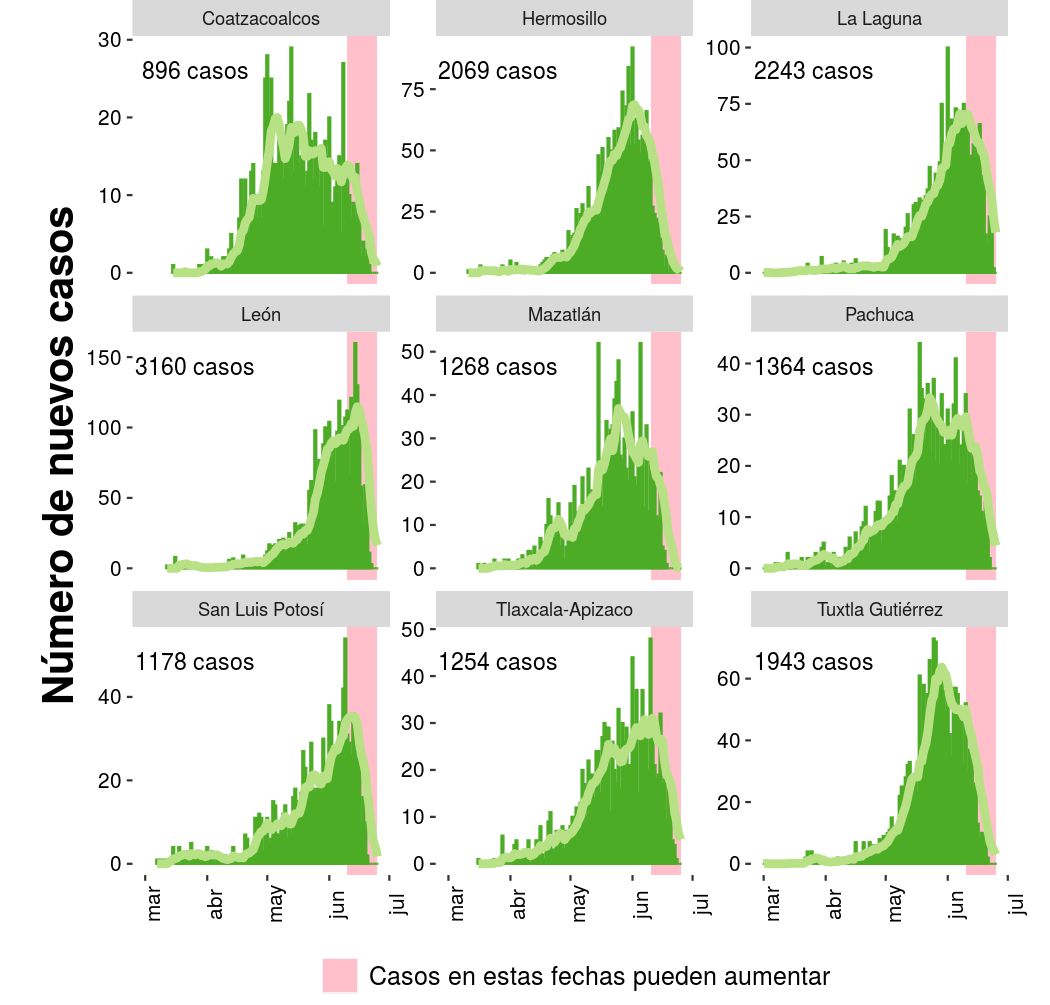 Número de nuevos casos
Coatzacoalcos
896 casos
30
20
10
0
Hermosillo
2069 casos
75
50
25
0
La Laguna
2243 casos
100
75
50
25
0
León
3160 casos
150
100
50
0
Mazatlán
1268 casos
50
40
30
20
10
0
Pachuca
1364 casos
40
30
20
10
0
San Luis Potosí
1178 casos
40
20
0
mar abr may jun jul
Tlaxcala-Apizaco
1254 casos
50
40
30
20
10
0
mar abr may jun jul
Tuxtla Gutiérrez
1943 casos
60
40
20
0
mar abr may jun jul
Casos en estas fechas pueden aumentar